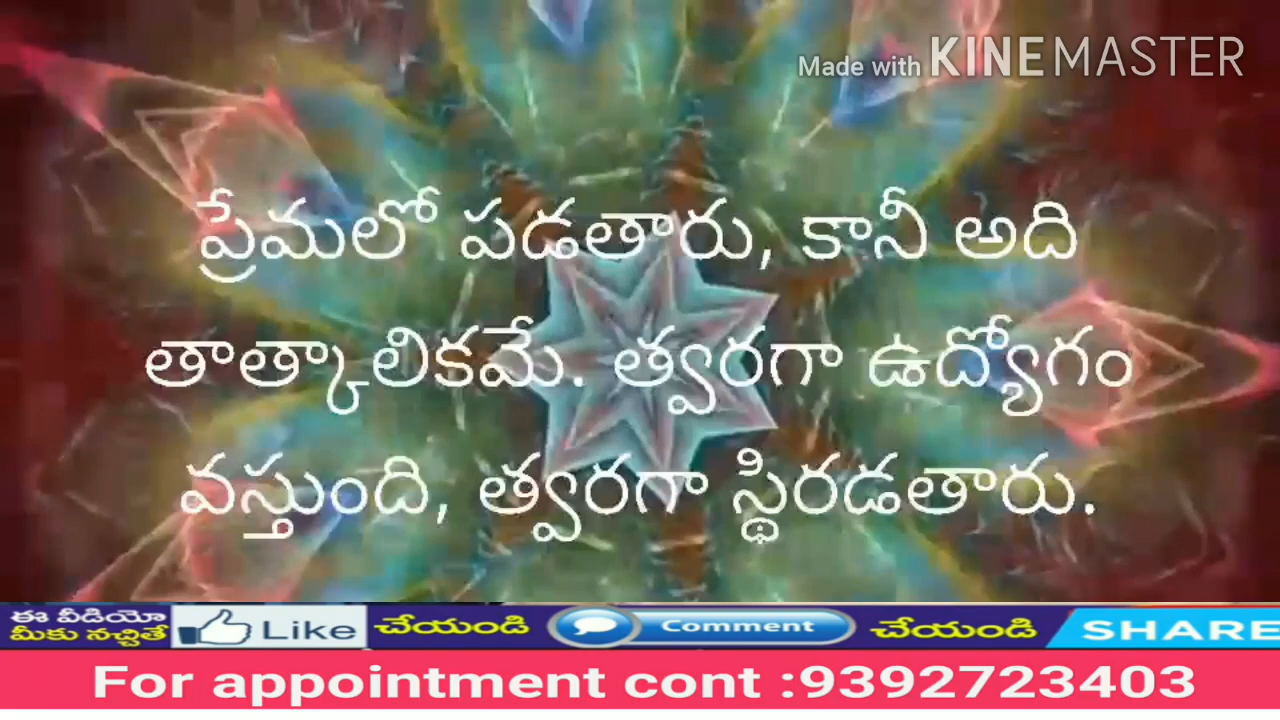 Made with KINEMASTER
ప్రేమలో పడతారు, కానీ అది
తాత్కాలికమే. త్వరగా ఉద్యోగం
వస్తుంది, త్వరగా స్థిరడతారు.
ఈ వీడియో
మీకు నచ్చితే Like చేయండి Comment చేయండి SHARE
For appointment cont :9392723403